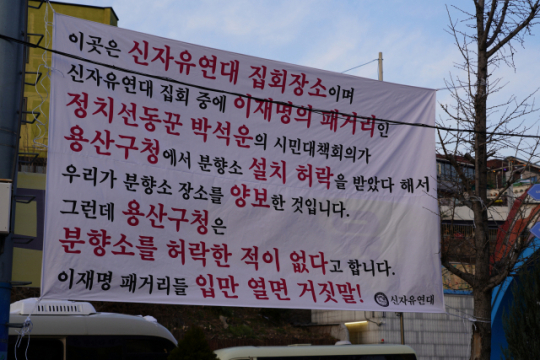 이곳은 신자유연대 집회장소이며
신자유연대 집회 중에 이재명의 패거리인
정치선동꾼 박석운의 시민대책회의가
용산구청에서 분향소 설치 허락을 받았다 해서
우리가 분향소 장소를 양보한 것입니다.
그런데 용산구청은
분향소를 허락한 적이 없다고 합니다.
이재명 패거리들 입만 열면 거짓말!
신자유연대